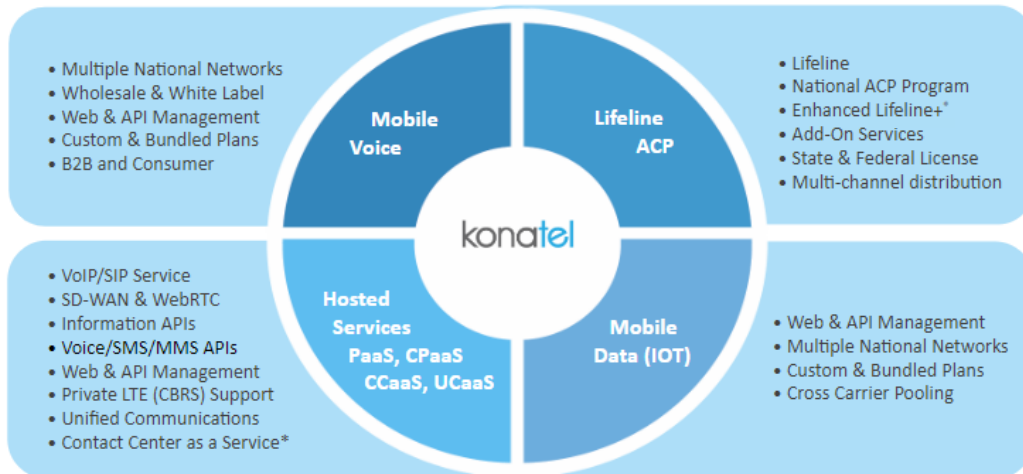 • Multiple National Networks
• Wholesale & White Label
• Web & API Management
• Custom & Bundled Plans
• B2B and Consumer
Mobile
Voice
Lifeline
ACP
• Lifeline
• National ACP Program
• Enhanced Lifeline+*
• Add-On Services
• State & Federal License
• Multi-channel distribution
konatel
• VoIP/SIP Service
• SD-WAN & WebRTC
• Information APIs
• Voice/SMS/MMS APIs
• Web & API Management
• Private LTE (CBRS) Support
• Unified Communications
• Contact Center as a Service*
Hosted
Services
PaaS, CPaaS
CCaaS, UCaaS
Mobile
Data (IOT)
• Web & API Management
• Multiple National Networks
• Custom & Bundled Plans
• Cross Carrier Pooling